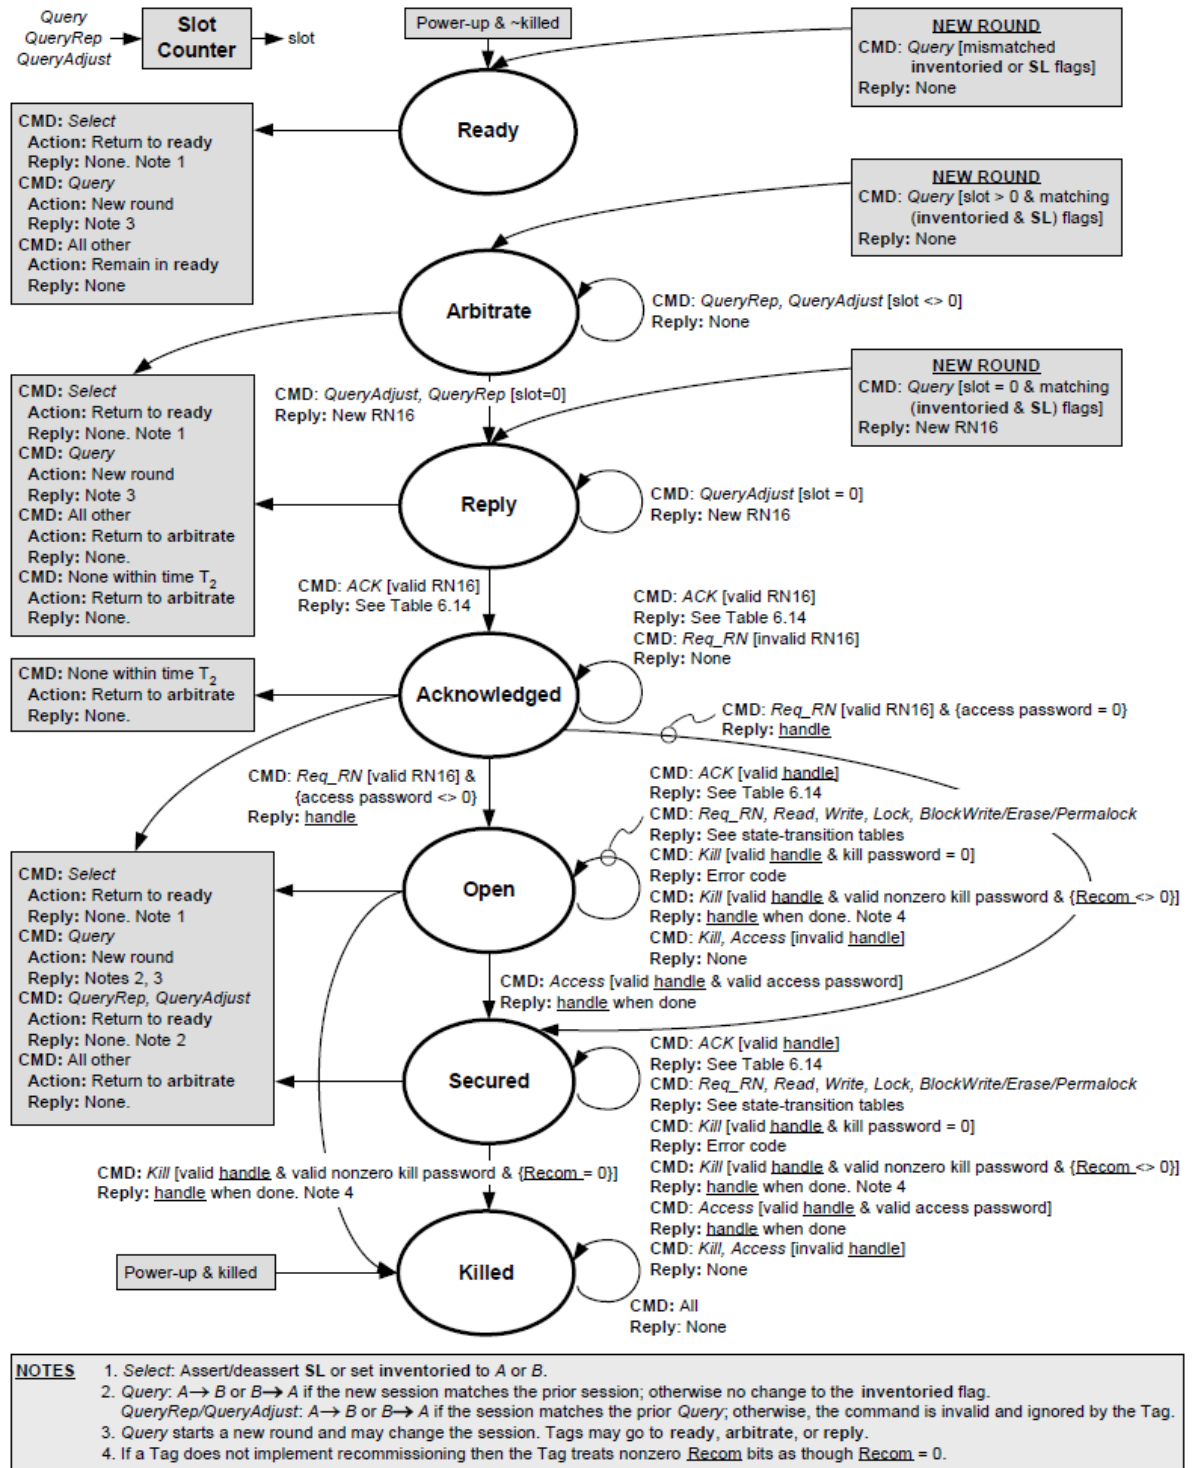 Query
QueryRep
QueryAdjust
Slot
Counter
slot
Power-up & ~killed
NEW ROUND
CMD: Query [mismatched
inventoried or SL flags]
Reply: None
Ready
CMD: Select
Action: Return to ready
Reply: None. Note 1
CMD: Query
Action: New round
Reply: Note 3
CMD: All other
Action: Remain in ready
Reply: None
NEW ROUND
CMD: Query [slot > 0 & matching
(inventoried & SL) flags]
Reply: None
Arbitrate
CMD: QueryRep, QueryAdjust [slot <> 0]
Reply: None
CMD: QueryAdjust, QueryRep [slot=0]
Reply: New RN16
NEW ROUND
CMD: Query [slot = 0 & matching
(inventoried & SL) flags]
Reply: New RN16
CMD: Select
Action: Return to ready
Reply: None. Note 1
CMD: Query
Action: New round
Reply: Note 3
CMD: All other
Action: Return to arbitrate
Reply: None.
CMD: None within time T2
Action: Return to arbitrate
Reply: None.
Reply
CMD: QueryAdjust [slot = 0]
Reply: New RN16
CMD: ACK [valid RN16]
Reply: See Table 6.14
CMD: ACK [valid RN16]
Reply: See Table 6.14
CMD: Req_RN [invalid RN16]
Reply: None
CMD: None within time T2
Action: Return to arbitrate
Reply: None.
Acknowledged
CMD: Req_RN [valid RN16] & {access password = 0}
Reply: handle
CMD: Req_RN [valid RN16] &
{access password <> 0}
Reply: handle
CMD: ACK [valid handle]
Reply: See Table 6.14
CMD: Req_RN, Read, Write, Lock, BlockWrite/Erase/Permalock
Reply: See state-transition tables
CMD: Kill [valid handle & kill password = 0]
Reply: Error code
CMD: Kill [valid handle & valid nonzero kill password & {Recom <> 0}]
Reply: handle when done. Note 4
CMD: Kill, Access [invalid handle]
Reply: None
Open
CMD: Select
Action: Return to ready
Reply: None. Note 1
CMD: Query
Action: New round
Reply: Notes 2, 3
CMD: QueryRep, QueryAdjust
Action: Return to ready
Reply: None. Note 2
CMD: All other
Action: Return to arbitrate
Reply: None.
CMD: Access [valid handle & valid access password]
Reply: handle when done
Secured
CMD: ACK [valid handle]
Reply: See Table 6.14
CMD: Req_RN, Read, Write, Lock, BlockWrite/Erase/Permalock
Reply: See state-transition tables
CMD: Kill [valid handle & kill password = 0]
Reply: Error code
CMD: Kill [valid handle & valid nonzero kill password & {Recom <> 0}]
Reply: handle when done. Note 4
CMD: Access [valid handle & valid access password]
Reply: handle when done
CMD: Kill, Access [invalid handle]
Reply: None
CMD: Kill [valid handle & valid nonzero kill password & {Recom = 0}]
Reply: handle when done. Note 4
Power-up & killed
Killed
CMD: All
Reply: None
NOTES 1. Select: Assert/deassert SL or set inventoried to A or B.
2. Query: A→ B or B→ A if the new session matches the prior session; otherwise no change to the inventoried flag.
QueryRep/QueryAdjust: A→ B or B→ A if the session matches the prior Query; otherwise, the command is invalid and ignored by the Tag.
3. Query starts a new round and may change the session. Tags may go to ready, arbitrate, or reply.
4. If a Tag does not implement recommissioning then the Tag treats nonzero Recom bits as though Recom = 0.